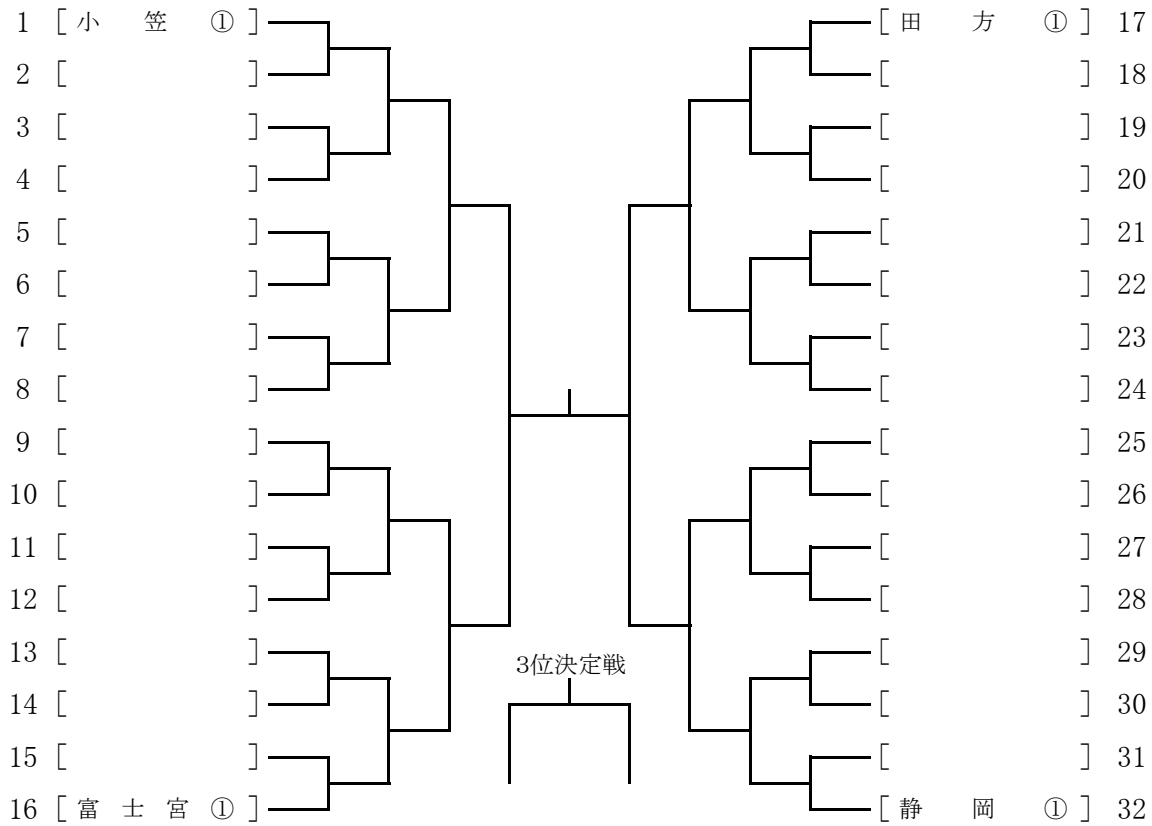 1 [ 小 笠 ① ] [ 田 方 ① ] 17
2 [ ] [ ] 18
3 [ ] [ ] 19
4 [ ] [ ] 20
5 [ ] [ ] 21
6 [ ] [ ] 22
7 [ ] [ ] 23
8 [ ] [ ] 24
9 [ ] [ ] 25
10 [ ] [ ] 26
11 [ ] [ ] 27
12 [ ] [ ] 28
13 [ ] [ ] 29
3位決定戦
14 [ ] [ ] 30
15 [ ] [ ] 31
16 [ 富 士 宮 ① ] [ 静 岡 ① ] 32